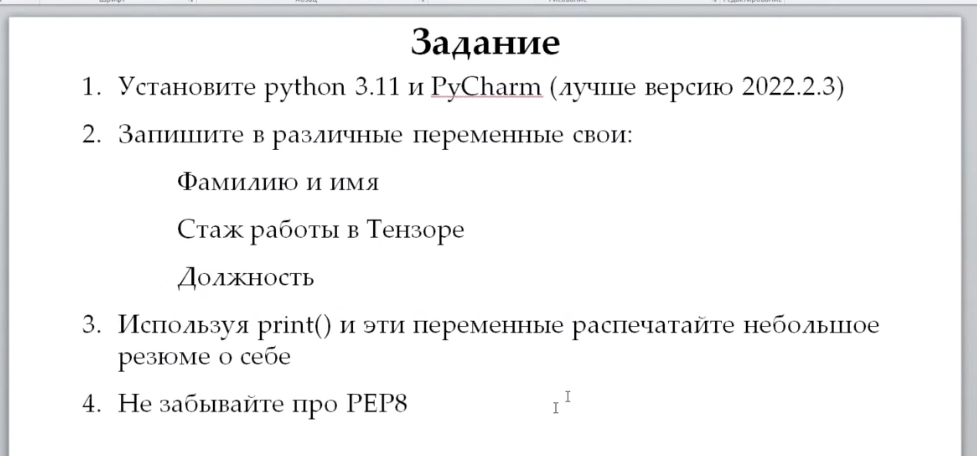 Задание
1. Установите python 3.11 и PyCharm (лучше версию 2022.2.3)
2. Запишите в различные переменные свои:
Фамилию и имя
Стаж работы в Тензоре
Должность
3. Используя print() и эти переменные распечатайте небольшое
резюме о себе
4. Не забывайте про PEP8